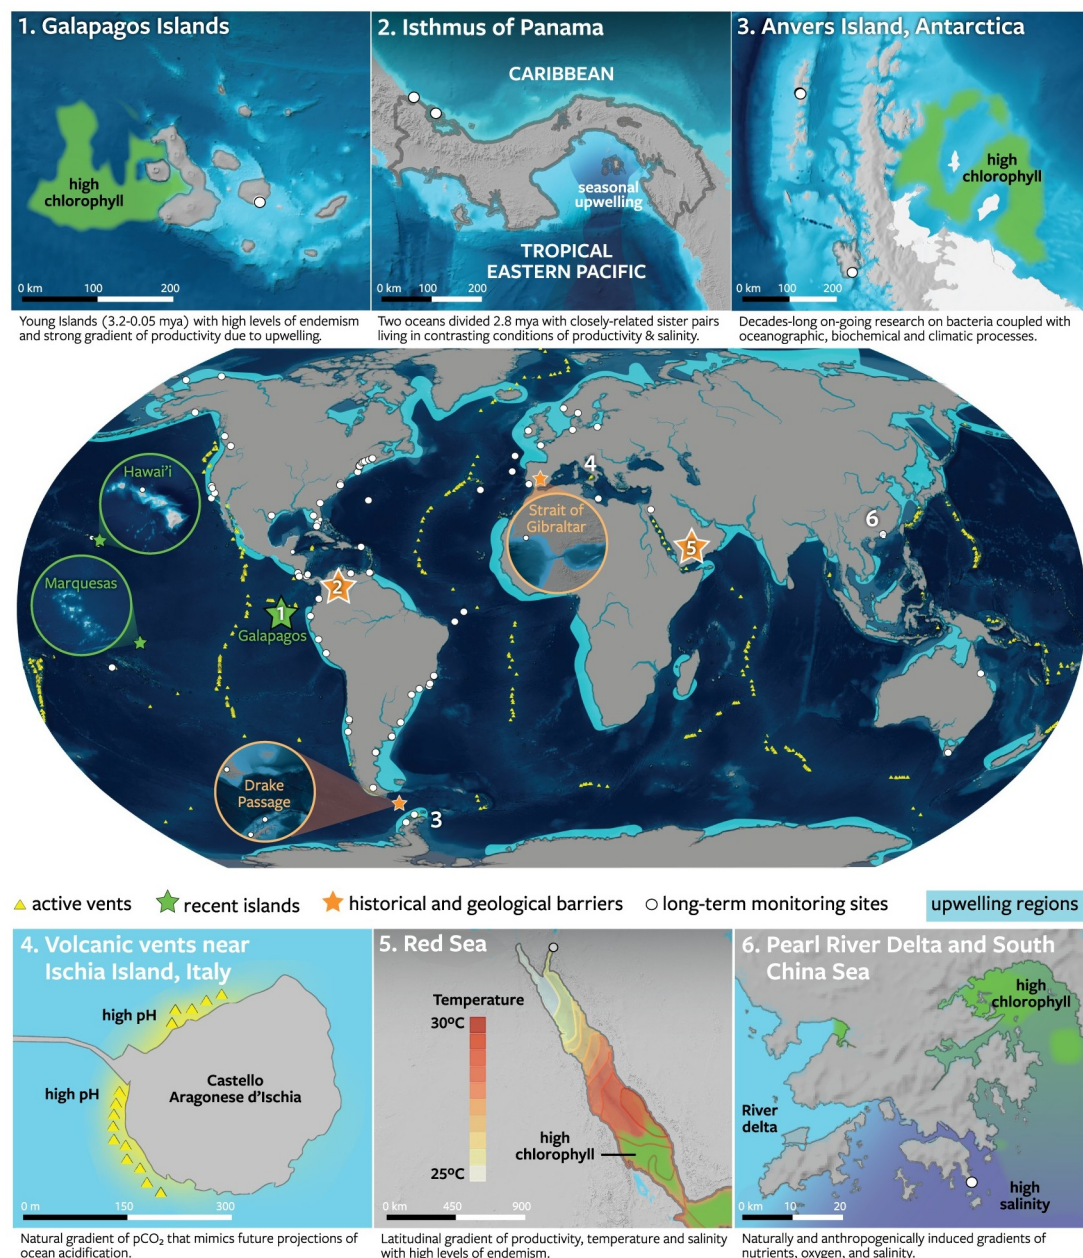 1. Galapagos Islands
high
chlorophyll
0 km 100 200
Young Islands (3.2-0.05 mya) with high levels of endemism
and strong gradient of productivity due to upwelling.
2. Isthmus of Panama
CARIBBEAN
seasonal
upwelling
TROPICAL
EASTERN PACIFIC
0 km 100 200
Two oceans divided 2.8 mya with closely-related sister pairs
living in contrasting conditions of productivity & salinity.
3. Anvers Island, Antarctica
high
chlorophyll
0 km 100 200
Decades-long on-going research on bacteria coupled with
oceanographic, biochemical and climatic processes.
Hawai'i
Marquesas
1
Galapagos
2
Drake
Passage
3
4
Strait of
Gibraltar
5
6
active vents
recent islands
historical and geological barriers
long-term monitoring sites
upwelling regions
4. Volcanic vents near
Ischia Island, Italy
high pH
high pH
Castello
Aragonese d'Ischia
0 m 150 300
Natural gradient of pCO₂ that mimics future projections of
ocean acidification.
5. Red Sea
Temperature
30ºC
25ºC
high
chlorophyll
0 km 450 900
Latitudinal gradient of productivity, temperature and salinity
with high levels of endemism.
6. Pearl River Delta and South
China Sea
high
chlorophyll
River
delta
high
salinity
0 km 10 20
Naturally and anthropogenically induced gradients of
nutrients, oxygen, and salinity.